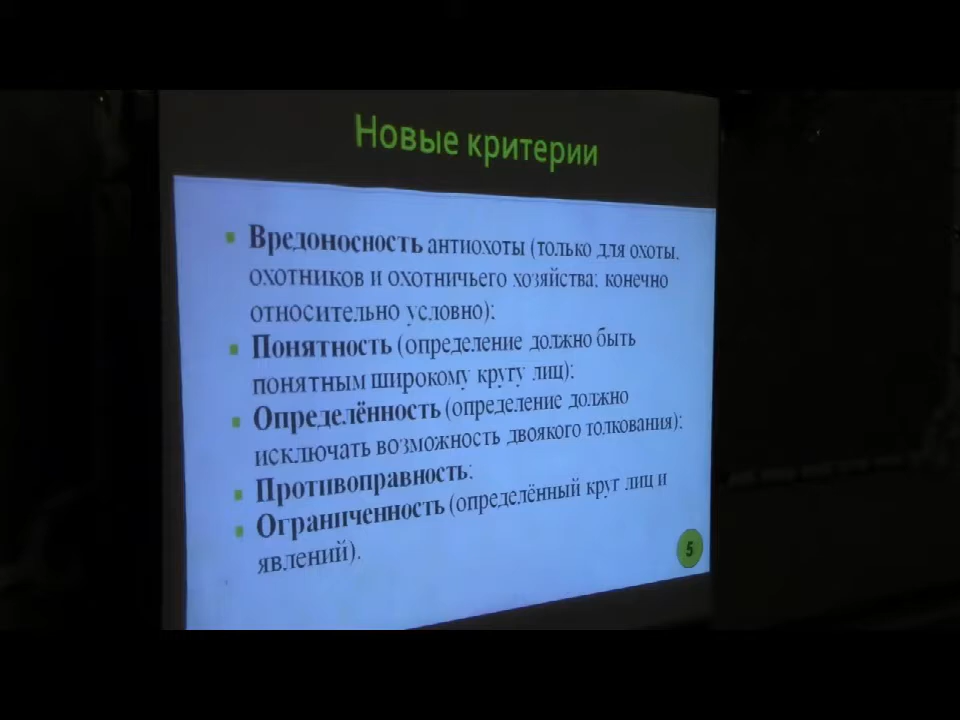 Новые критерии
Вредоносность антиохоты (только для охоты,
охотников и охотничьего хозяйства; конечно
относительно условно);
Понятность (определение должно быть
понятным широкому кругу лиц);
Определённость (определение должно
исключать возможность двоякого толкования);
Противоправность;
Ограниченность (определённый круг лиц и
явлений).
5